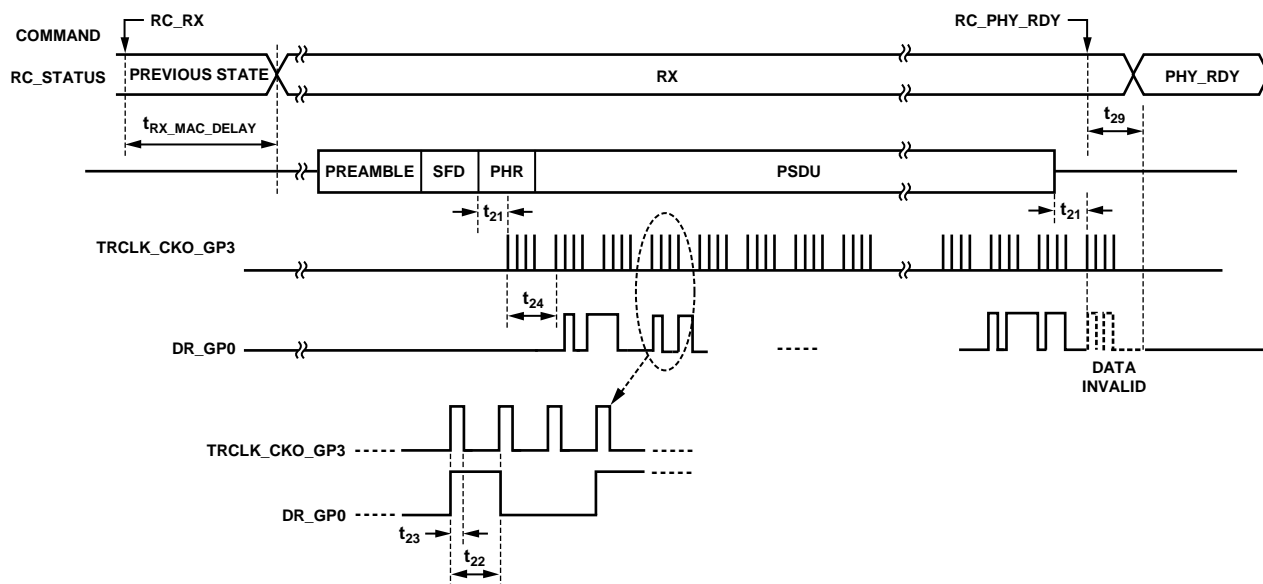 RC_RX
RC_PHY_RDY
COMMAND
RC_STATUS
PREVIOUS STATE
RX
PHY_RDY
tRX_MAC_DELAY
t29
PREAMBLE
SFD
PHR
PSDU
t21
t21
TRCLK_CKO_GP3
t24
DR_GP0
DATA
INVALID
TRCLK_CKO_GP3
DR_GP0
t23
t22